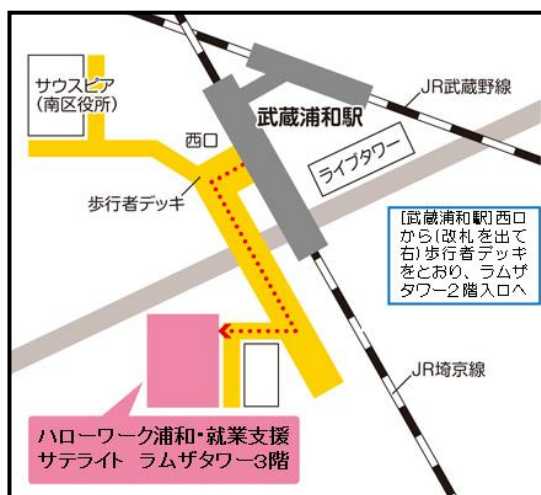 サウスピア
(南区役所)
武蔵浦和駅
JR武蔵野線
西口
ライブタワー
歩行者デッキ
[武蔵浦和駅]西口
から(改札を出て
右)歩行者デッキ
をとおり、ラムザ
タワー2階入口へ
JR埼京線
ハローワーク浦和・就業支援
サテライト ラムザタワー3階